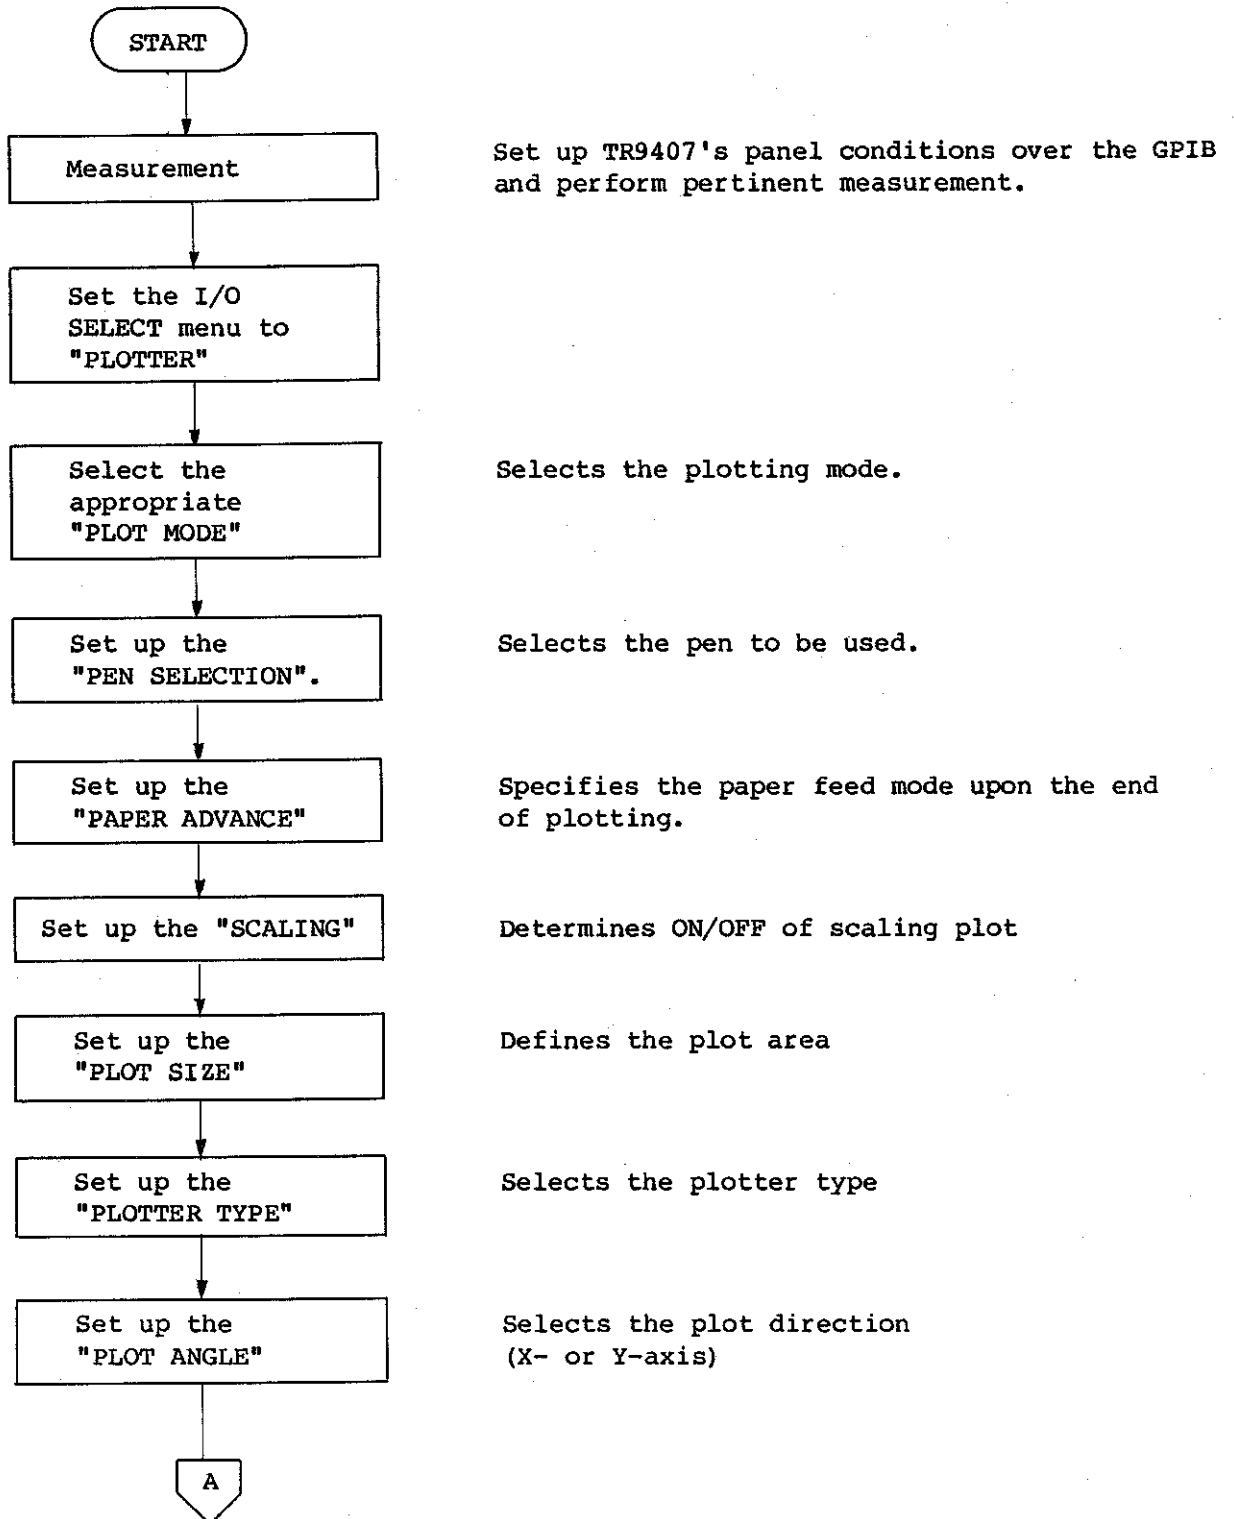 START
Measurement
Set up TR9407's panel conditions over the GPIB
and perform pertinent measurement.
Set the I/O
SELECT menu to
"PLOTTER"
Select the
appropriate
"PLOT MODE"
Selects the plotting mode.
Set up the
"PEN SELECTION".
Selects the pen to be used.
Set up the
"PAPER ADVANCE"
Specifies the paper feed mode upon the end
of plotting.
Set up the "SCALING"
Determines ON/OFF of scaling plot
Set up the
"PLOT SIZE"
Defines the plot area
Set up the
"PLOTTER TYPE"
Selects the plotter type
Set up the
"PLOT ANGLE"
Selects the plot direction
(X- or Y-axis)
A